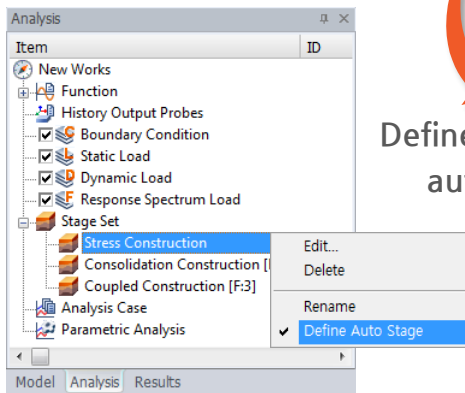 Analysis
Item ID
New Works
Function
History Output Probes
Boundary Condition
Static Load
Dynamic Load
Response Spectrum Load
Stage Set
Stress Construction
Consolidation Construction
Coupled Construction [F:3]
Analysis Case
Parametric Analysis
Model Analysis Results
Edit...
Delete
Rename
Define Auto Stage
Define